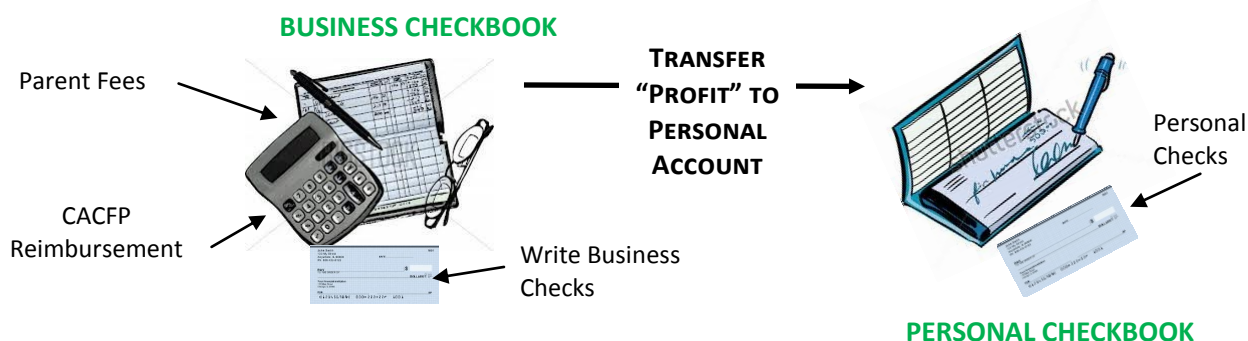 BUSINESS CHECKBOOK
Parent Fees
CACFP
Reimbursement
Write Business
Checks
TRANSFER
“PROFIT” TO
PERSONAL
ACCOUNT
Personal
Checks
PERSONAL CHECKBOOK